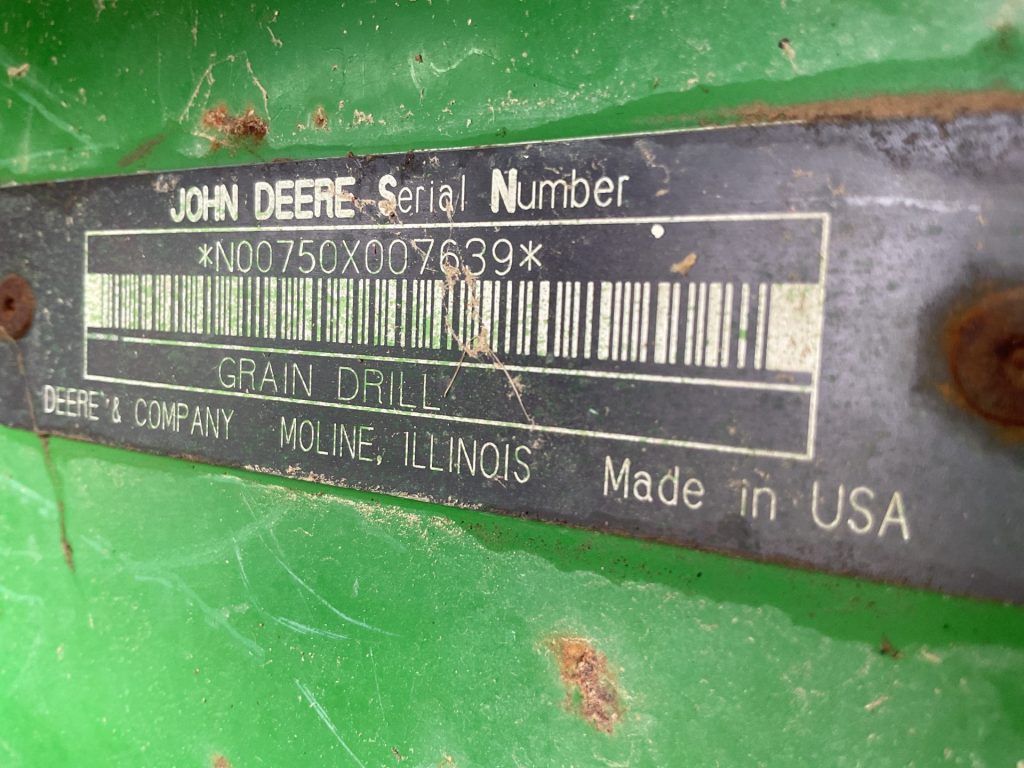 JOHN DEERE Serial Number
*N00750X007639*
GRAIN DRILL
DEERE & COMPANY MOLINE, ILLINOIS Made in USA